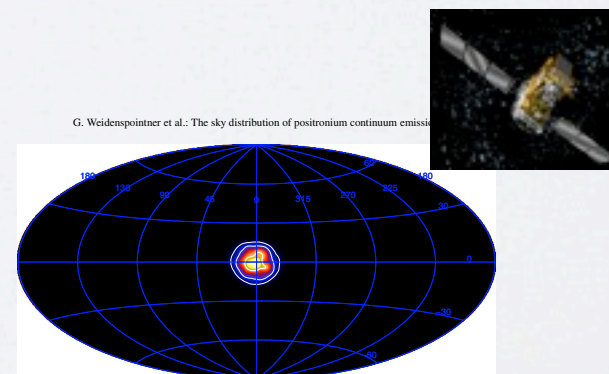 G. Weidenspointner et al.: The sky distribution of positronium continuum emissio
60
180 135 90 45 0 315 270 225 180
30
0
-30
-60